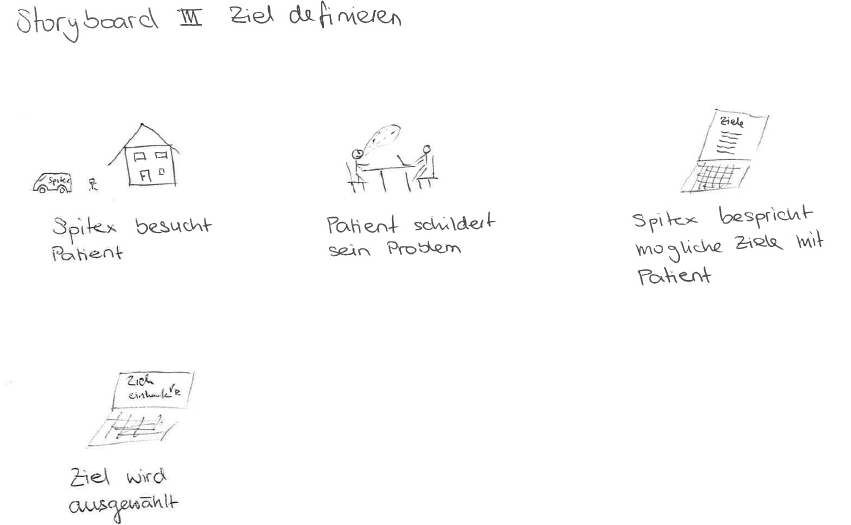 Storyboard III Ziel definieren
Spitex
Spitex besucht
Patient
Patient schildert
sein Problem
Ziele
Spitex bespricht
mögliche Ziele mit
Patient
Ziel
Ziel wird
ausgewählt